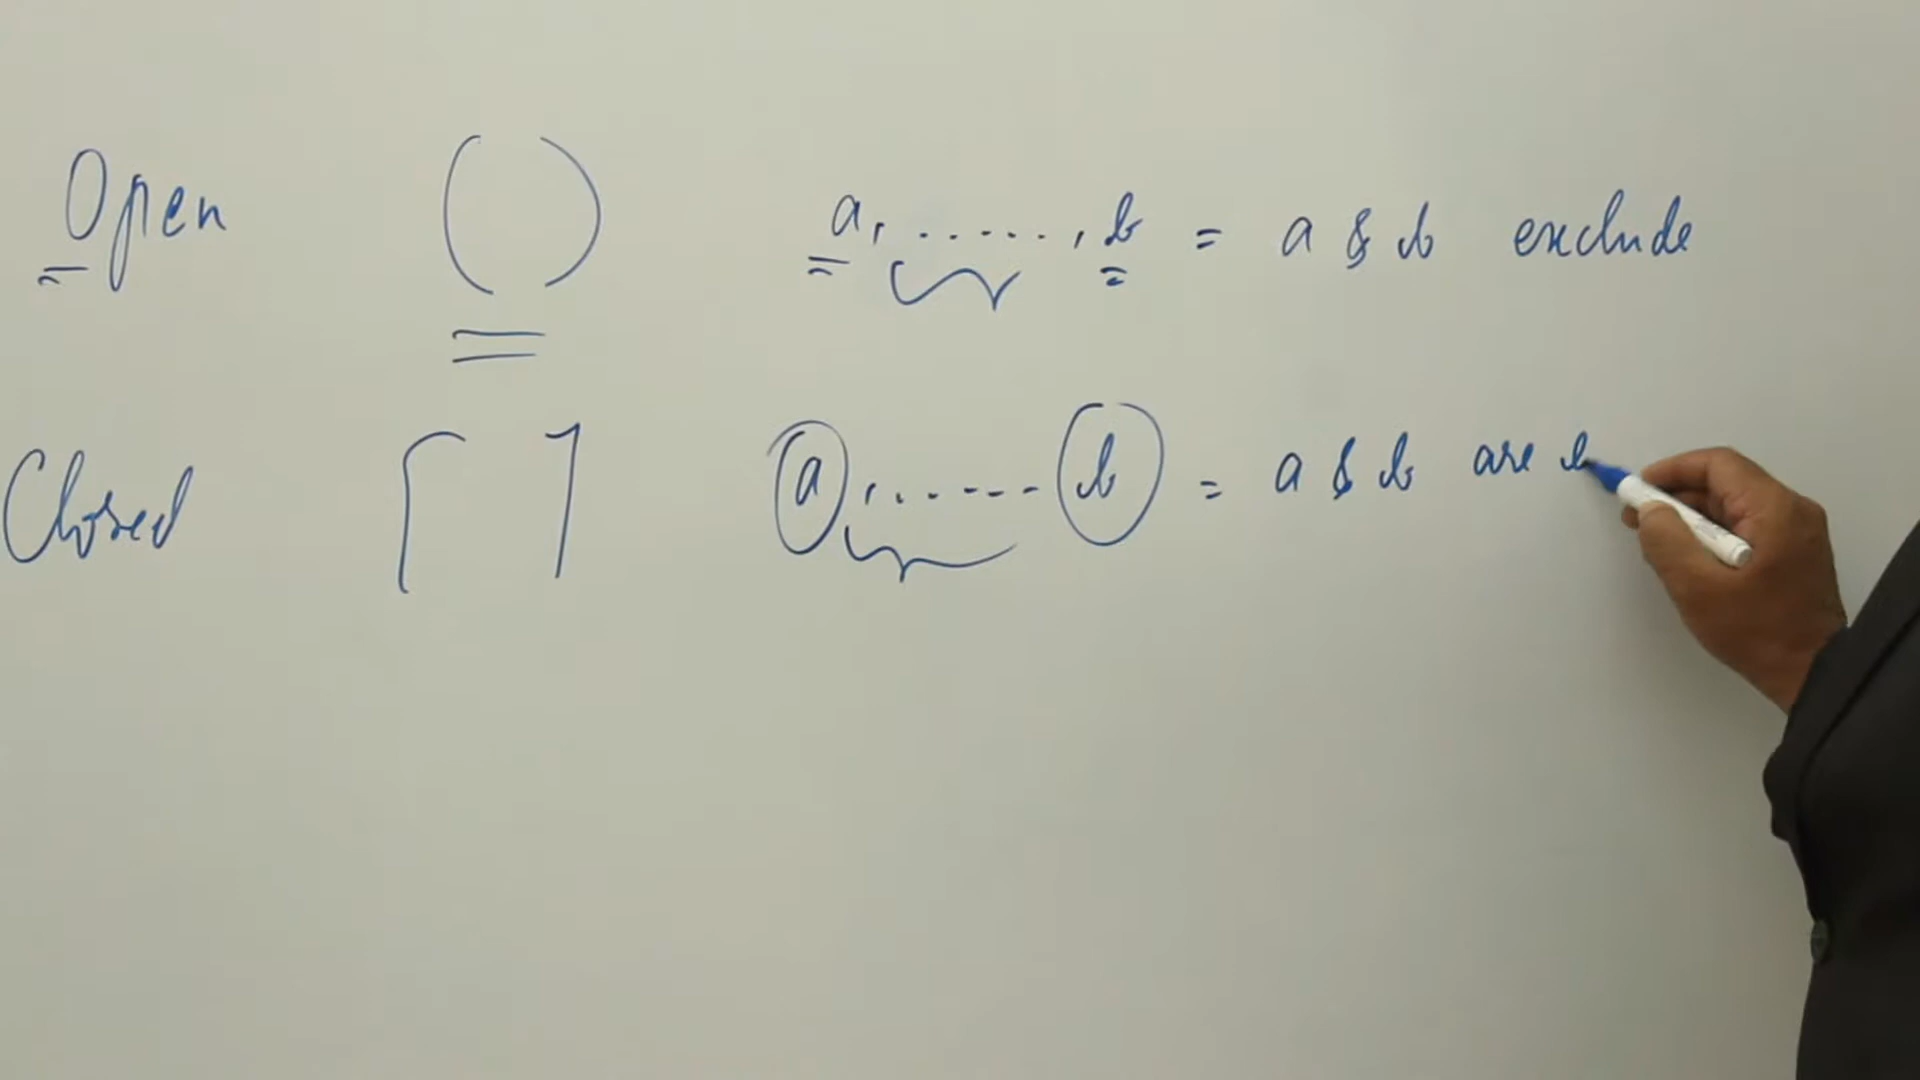 Open ( ) a, ......, b = a & b exclude
Closed [ ] a, ...... b = a & b are